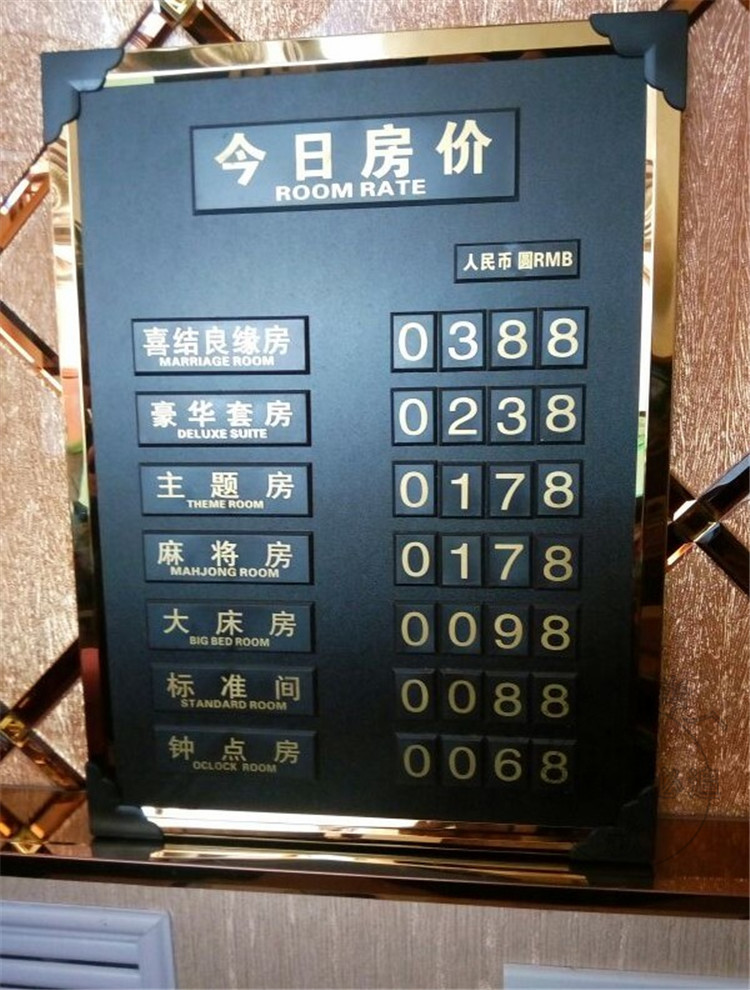 今日房价
ROOM RATE
人民币 圆RMB
喜结良缘房 0388
MARRIAGE ROOM
豪华套房 0238
DELUXE SUITE
主题房 0178
THEME ROOM
麻将房 0178
MAHJONG ROOM
大床房 0098
BIG BED ROOM
标准间 0088
STANDARD ROOM
钟点房 0068
OCLOCK ROOM